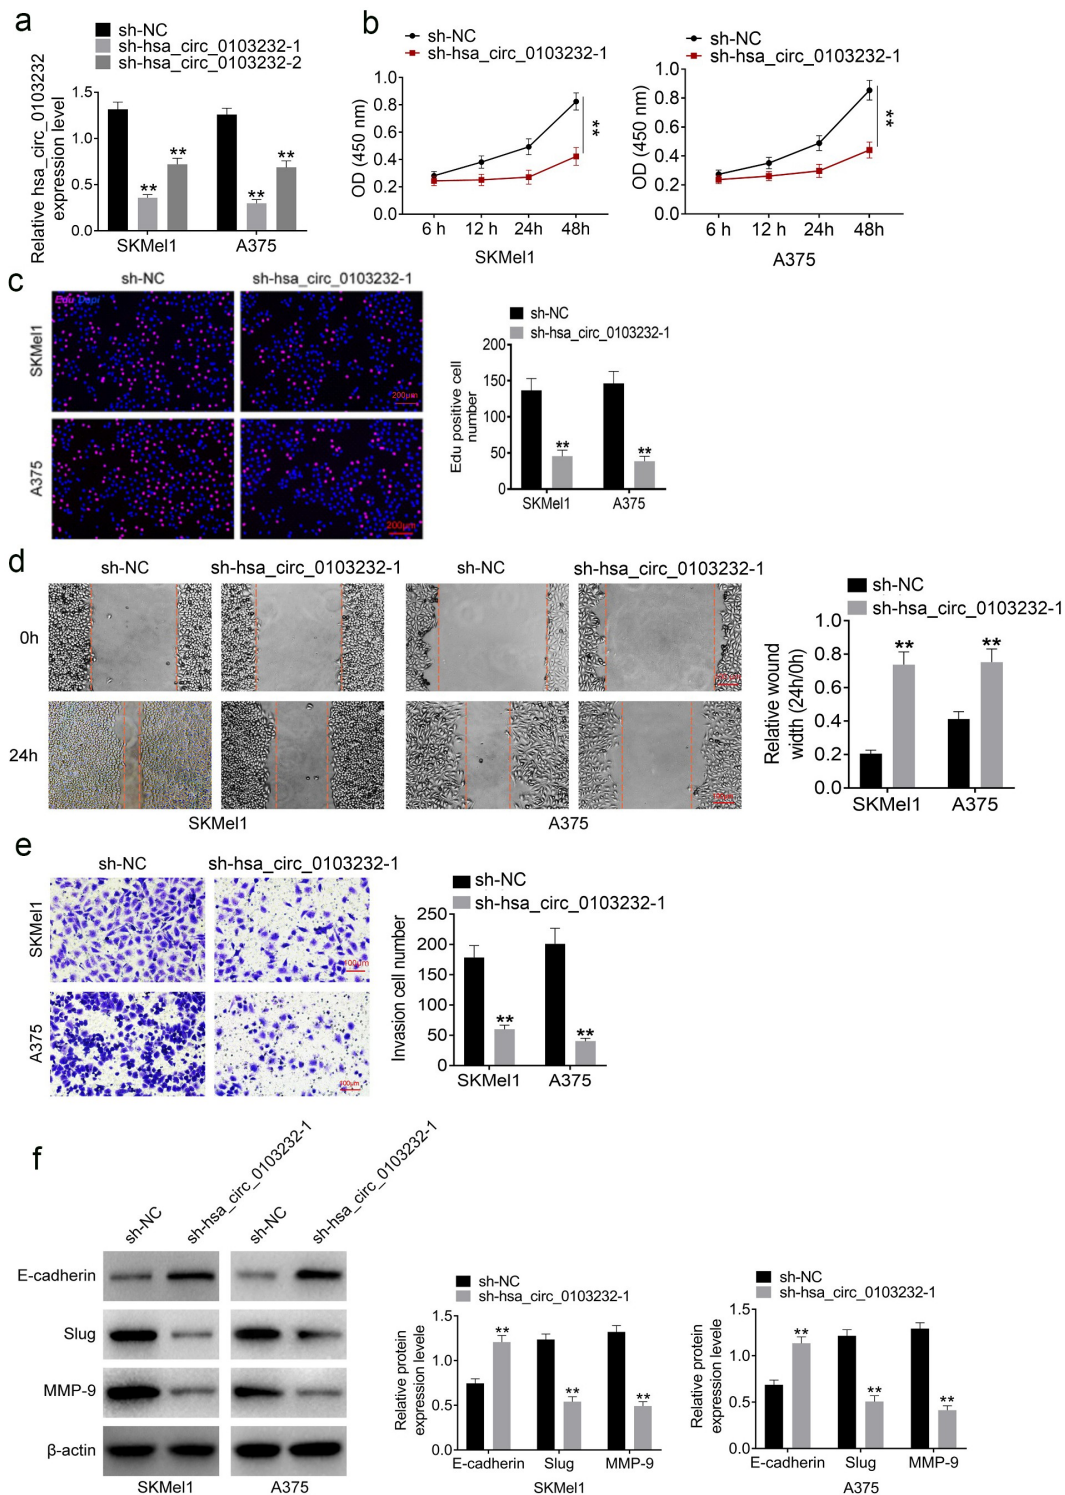 a
sh-NC
sh-hsa_circ_0103232-1
sh-hsa_circ_0103232-2
Relative hsa_circ_0103232
expression level
1.5
1.0
0.5
0.0
**
**
**
**
SKMel1
A375
b
sh-NC
sh-hsa_circ_0103232-1
OD (450 nm)
1.0
0.8
0.6
0.4
0.2
0.0
**
6 h
12 h
24h
48h
SKMel1
sh-NC
sh-hsa_circ_0103232-1
OD (450 nm)
1.0
0.8
0.6
0.4
0.2
0.0
**
6 h
12 h
24h
48h
A375
c
sh-NC
sh-hsa_circ_0103232-1
SKMel1
Edu Dapi
200μm
A375
200μm
sh-NC
sh-hsa_circ_0103232-1
Edu positive cell
number
200
150
100
50
0
**
**
SKMel1
A375
d
sh-NC
sh-hsa_circ_0103232-1
sh-NC
sh-hsa_circ_0103232-1
0h
24h
SKMel1
A375
sh-NC
sh-hsa_circ_0103232-1
Relative wound
width (24h/0h)
1.0
0.8
0.6
0.4
0.2
0.0
**
**
SKMel1
A375
e
sh-NC
sh-hsa_circ_0103232-1
SKMel1
100μm
A375
100μm
sh-NC
sh-hsa_circ_0103232-1
Invasion cell number
250
200
150
100
50
0
**
**
SKMel1
A375
f
sh-NC
sh-hsa_circ_0103232-1
sh-NC
sh-hsa_circ_0103232-1
E-cadherin
Slug
MMP-9
β-actin
SKMel1
A375
sh-NC
sh-hsa_circ_0103232-1
Relative protein
expression levele
1.5
1.0
0.5
0.0
**
**
**
E-cadherin
Slug
MMP-9
SKMel1
sh-NC
sh-hsa_circ_0103232-1
Relative protein
expression levele
1.5
1.0
0.5
0.0
**
**
**
E-cadherin
Slug
MMP-9
A375